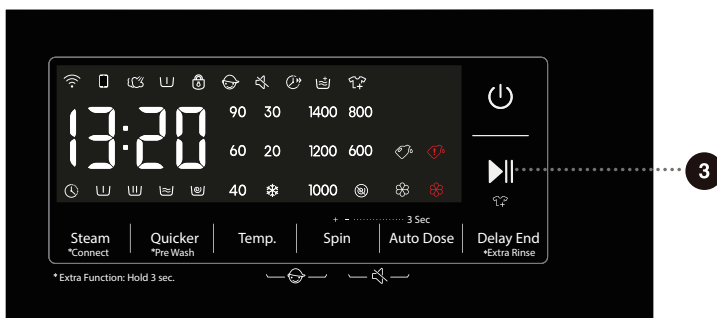 13:20
90 30 1400 800
60 20 1200 600
40 1000
+ - 3 Sec
Steam Quicker Temp. Spin Auto Dose Delay End
*Connect *Pre Wash *Extra Rinse
* Extra Function: Hold 3 sec.
3